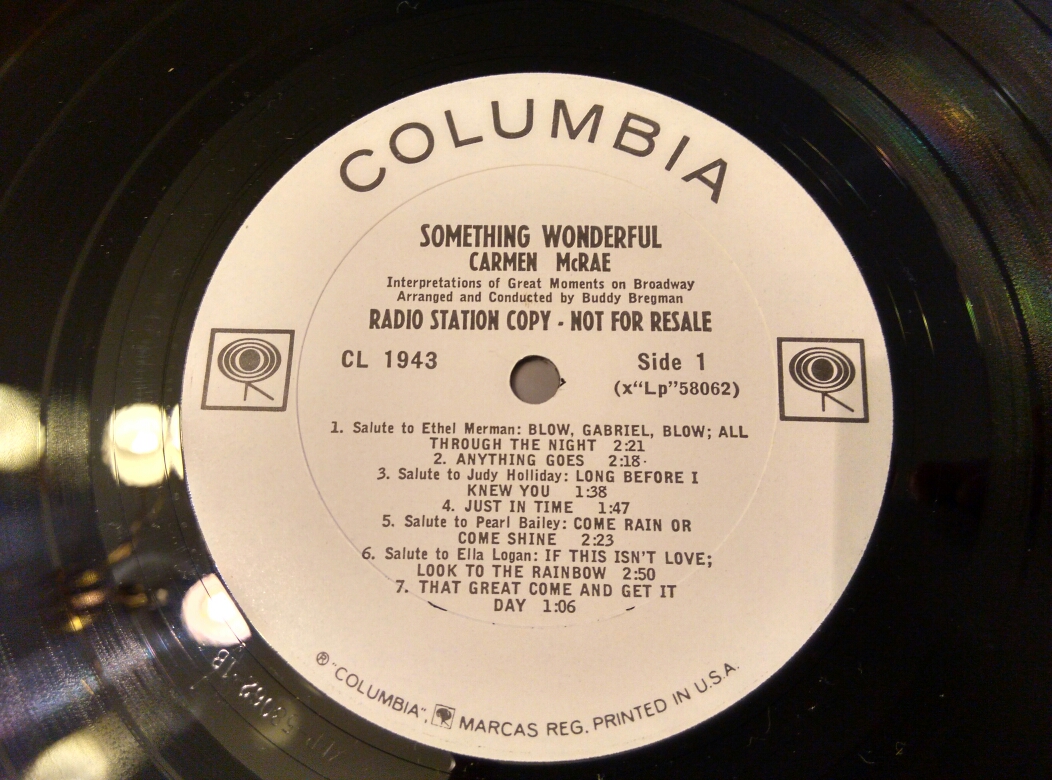 COLUMBIA
SOMETHING WONDERFUL
CARMEN McRAE
Interpretations of Great Moments on Broadway
Arranged and Conducted by Buddy Bregman
RADIO STATION COPY - NOT FOR RESALE
CL 1943
Side 1
(x“Lp”58062)
1. Salute to Ethel Merman: BLOW, GABRIEL, BLOW; ALL
THROUGH THE NIGHT 2:21
2. ANYTHING GOES 2:18
3. Salute to Judy Holliday: LONG BEFORE I
KNEW YOU 1:38
4. JUST IN TIME 1:47
5. Salute to Pearl Bailey: COME RAIN OR
COME SHINE 2:23
6. Salute to Ella Logan: IF THIS ISN'T LOVE;
LOOK TO THE RAINBOW 2:50
7. THAT GREAT COME AND GET IT
DAY 1:06
® “COLUMBIA”, MARCAS REG. PRINTED IN U.S.A.